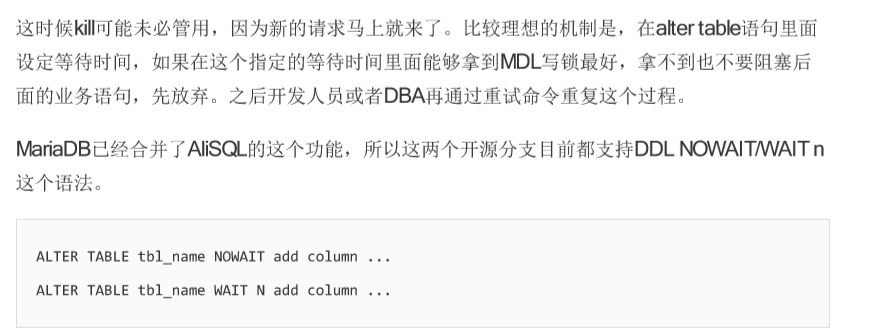 这时候kill可能未必管用，因为新的请求马上就来了。比较理想的机制是，在alter table语句里面
设定等待时间，如果在这个指定的等待时间里面能够拿到MDL写锁最好，拿不到也不要阻塞后
面的业务语句，先放弃。之后开发人员或者DBA再通过重试命令重复这个过程。
MariaDB已经合并了AliSQL的这个功能，所以这两个开源分支目前都支持DDL NOWAIT/WAIT n
这个语法。
ALTER TABLE tbl_name NOWAIT add column ...
ALTER TABLE tbl_name WAIT N add column ...